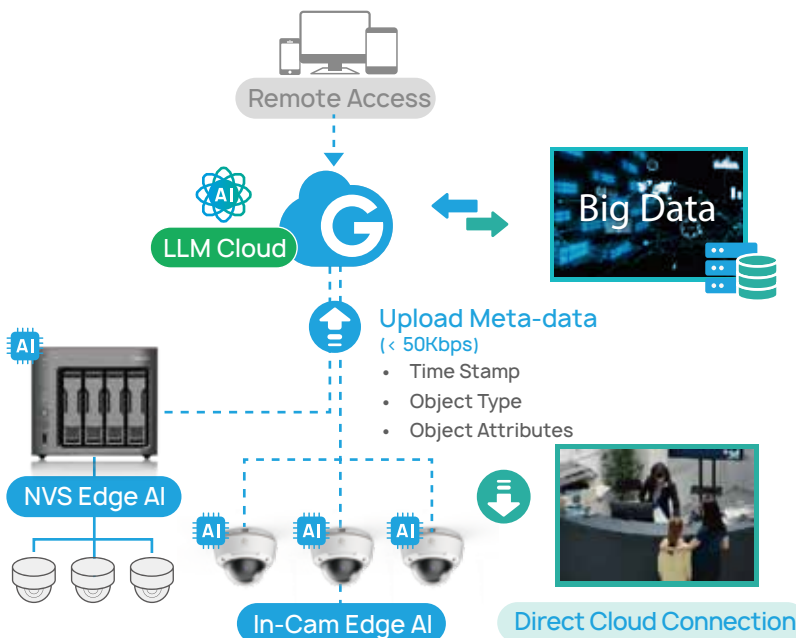 Remote Access
AI
LLM Cloud
G
Big Data
Upload Meta-data
(< 50Kbps)
• Time Stamp
• Object Type
• Object Attributes
AI
NVS Edge AI
AI
AI
AI
In-Cam Edge AI
Direct Cloud Connection